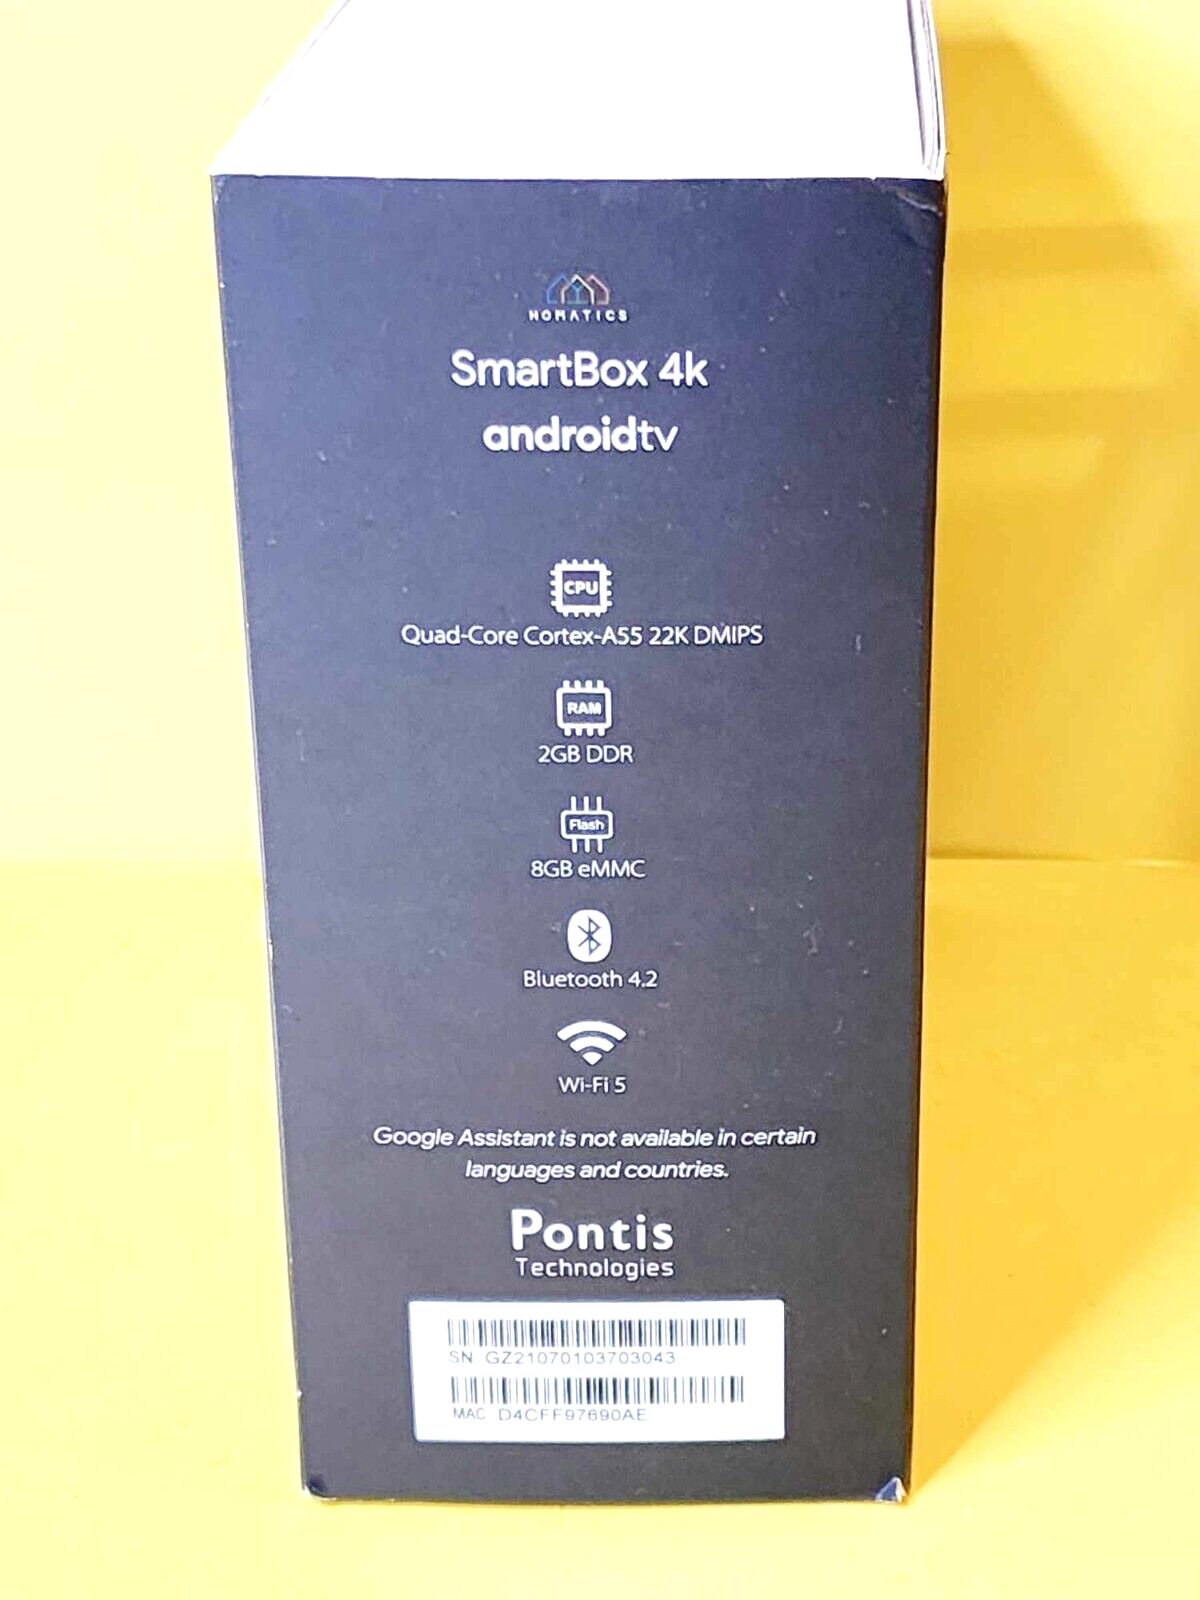 HOMATICS
SmartBox 4k
androidtv
CPU
Quad-Core Cortex-A55 22K DMIPS
RAM
2GB DDR
Flash
8GB eMMC
Bluetooth 4.2
Wi-Fi 5
Google Assistant is not available in certain
languages and countries.
Pontis
Technologies
SN GZ21070103703043
MAC D4CFF97690AE